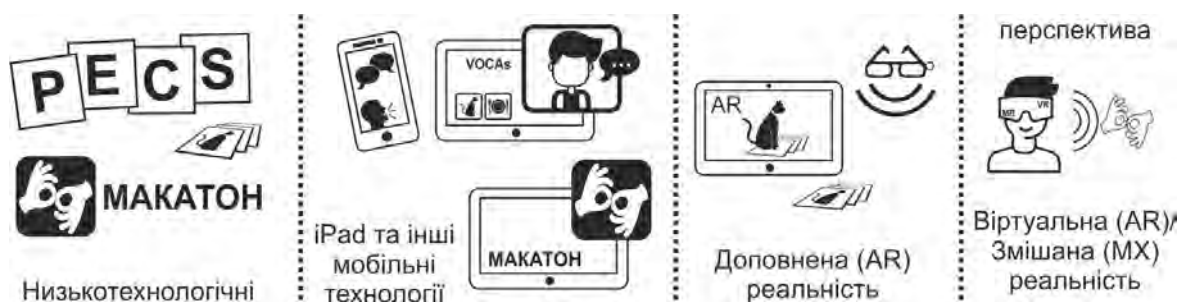 PECS
МАКАТОН
Низькотехнологічні
VOCAs
МАКАТОН
iPad та інші
мобільні
технології
AR
Доповнена (AR)
реальність
перспектива
MR VR
Віртуальна (AR)/
Змішана (MX)
реальність